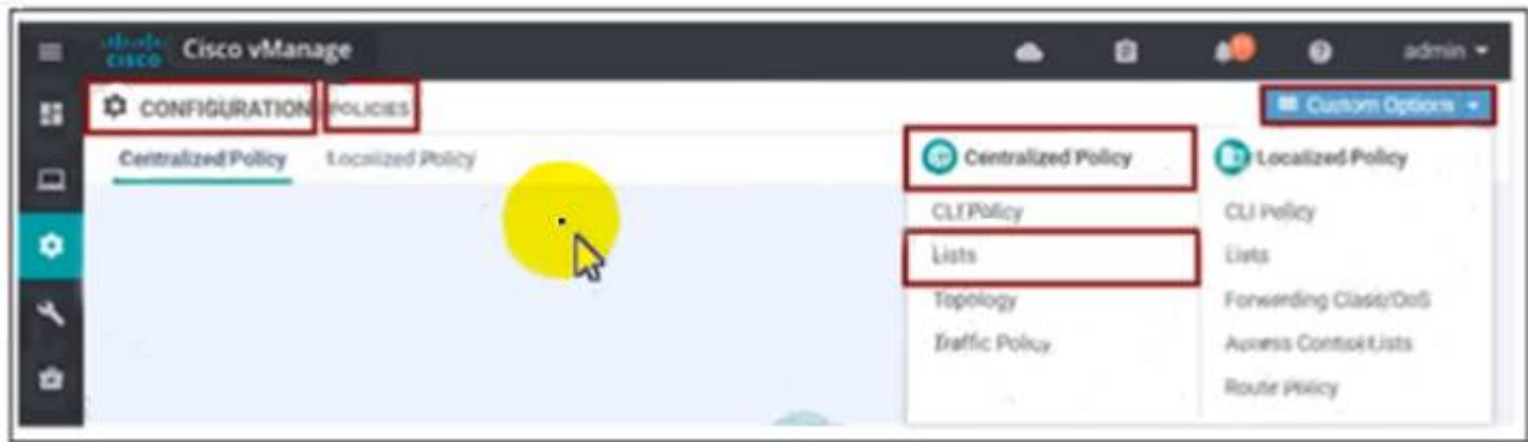 cisco Cisco vManage admin
CONFIGURATION POLICIES Custom Options
Centralized Policy Localized Policy
Centralized Policy
CLI Policy
Lists
Topology
Traffic Policy
Localized Policy
CLI Policy
Lists
Forwarding Class/QoS
Access Control Lists
Route Policy